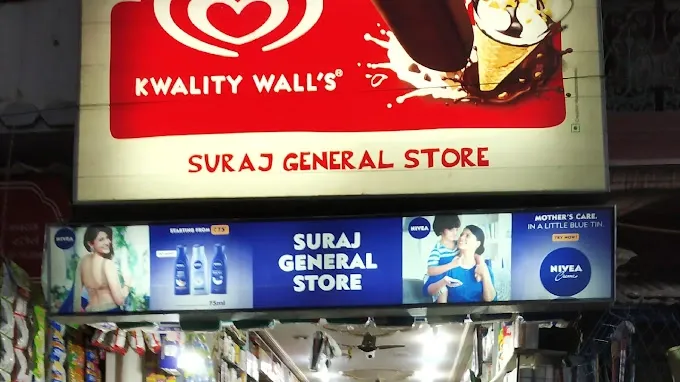 KWALITY WALL'S®
SURAJ GENERAL STORE
NIVEA
STARTING FROM
75ml
SURAJ
GENERAL
STORE
NIVEA
MOTHER'S CARE.
IN A LITTLE BLUE TIN.
TRY NOW!
NIVEA
Creme